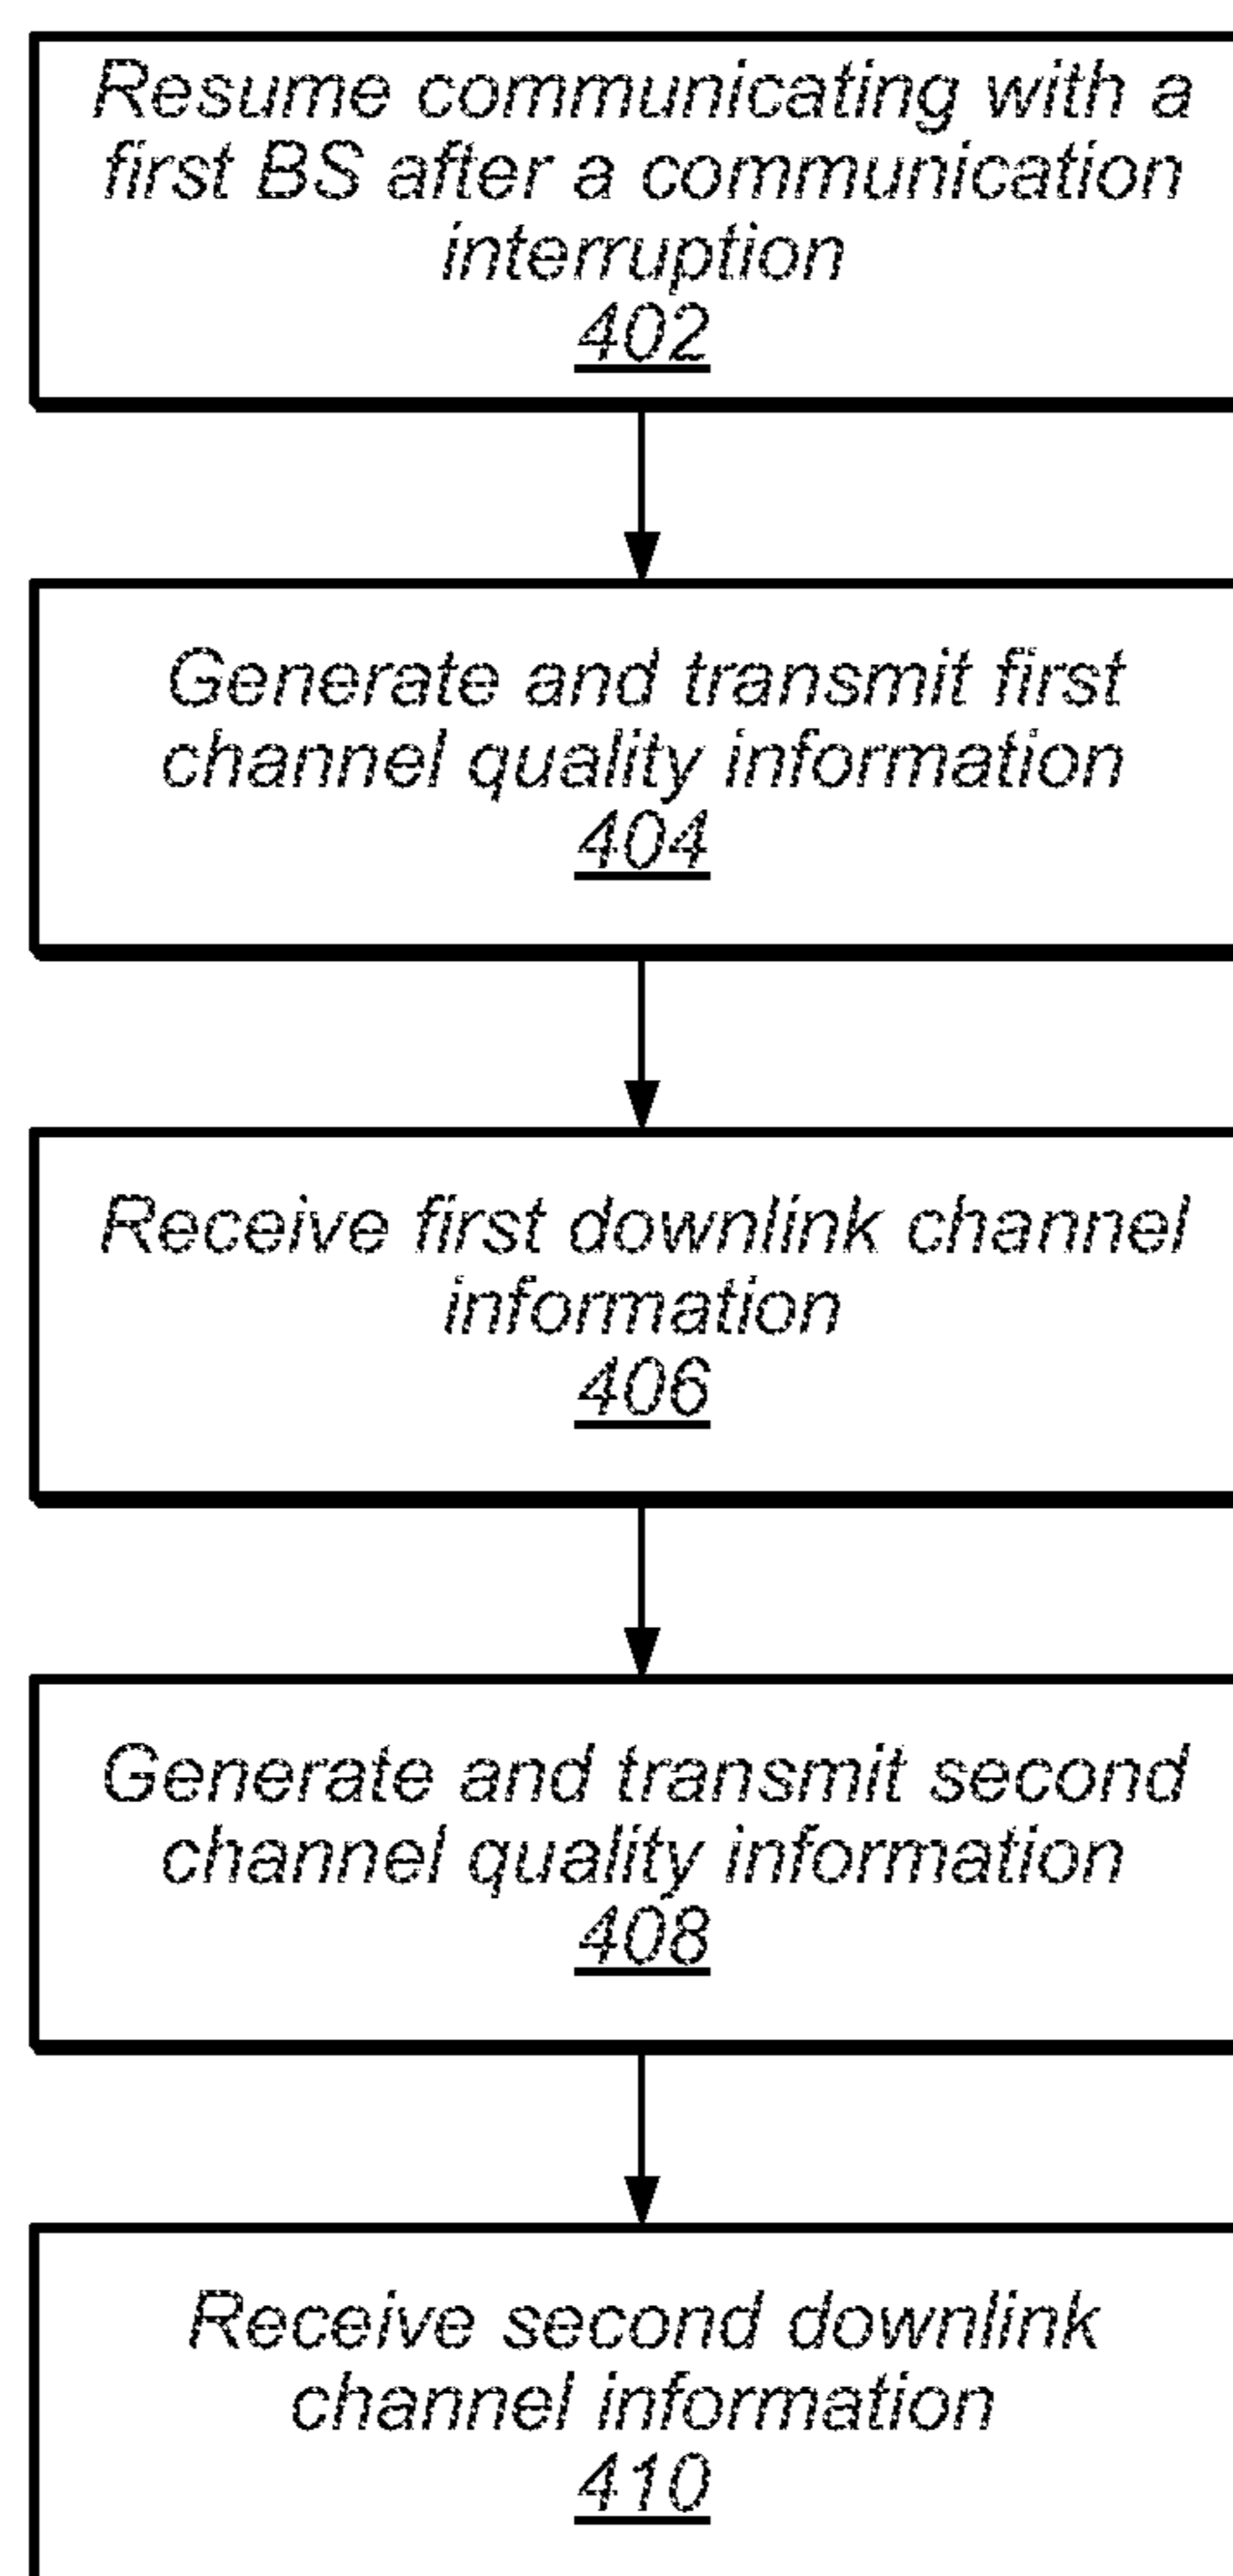 Resume communicating with a
first BS after a communication
interruption
402
Generate and transmit first
channel quality information
404
Receive first downlink channel
information
406
Generate and transmit second
channel quality information
408
Receive second downlink
channel information
410